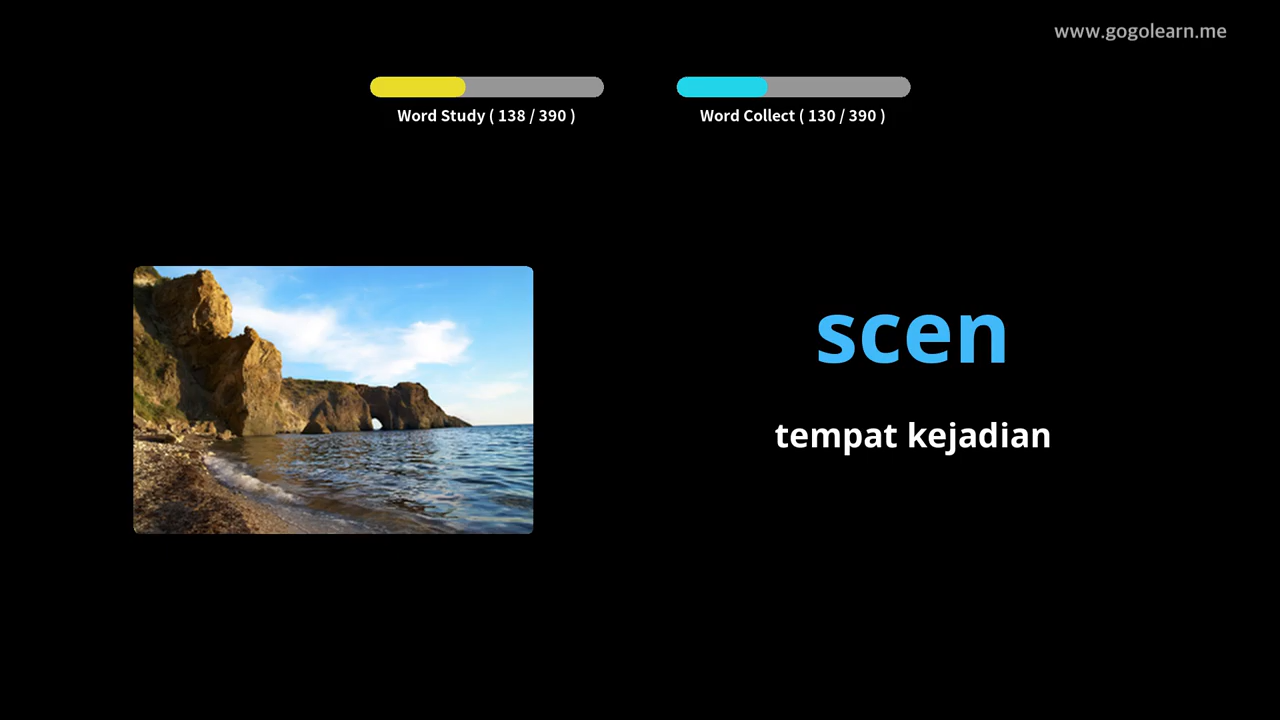 www.gogolearn.me
Word Study ( 138 / 390 )
Word Collect ( 130 / 390 )
scen
tempat kejadian